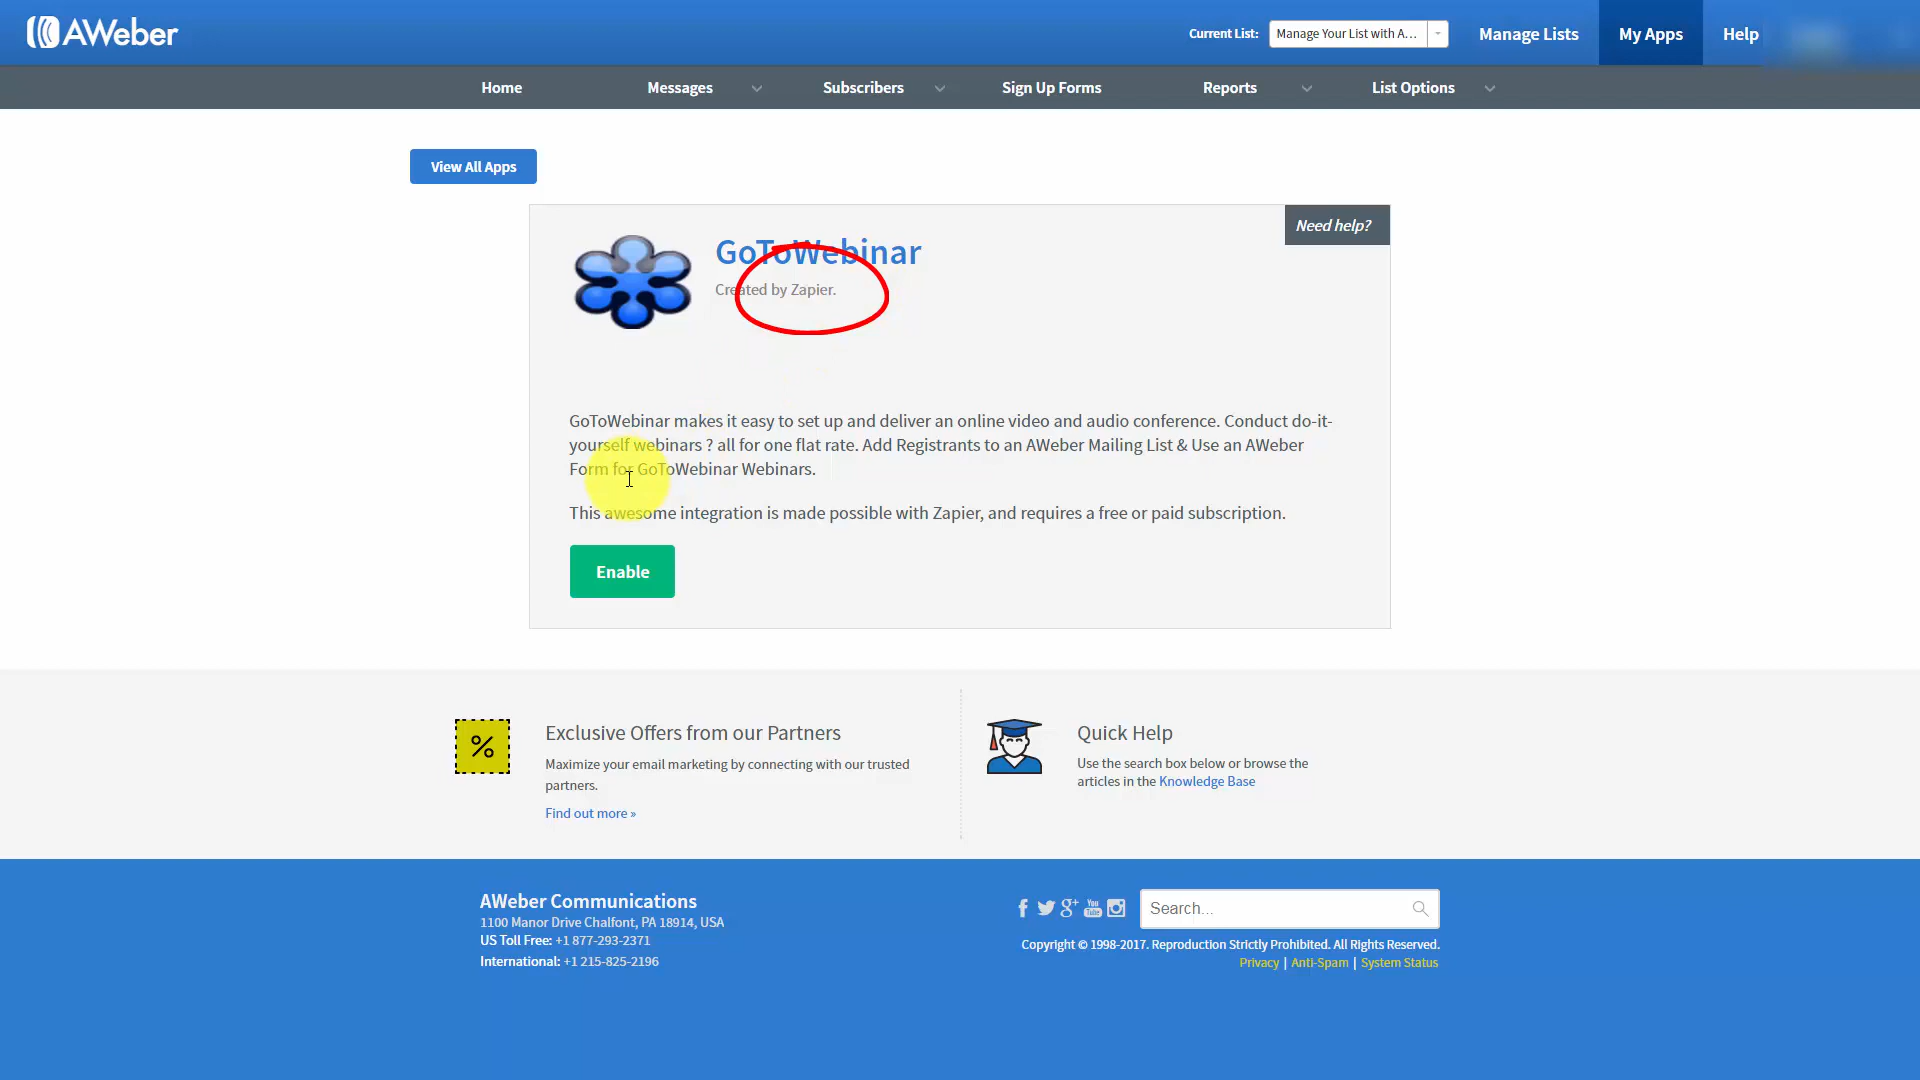 AWeber
Current List: Manage Your List with A... Manage Lists My Apps Help
Home Messages Subscribers Sign Up Forms Reports List Options
View All Apps
Need help?
GoToWebinar
Created by Zapier.
GoToWebinar makes it easy to set up and deliver an online video and audio conference. Conduct do-it-
yourself webinars ? all for one flat rate. Add Registrants to an AWeber Mailing List & Use an AWeber
Form for GoToWebinar Webinars.
This awesome integration is made possible with Zapier, and requires a free or paid subscription.
Enable
%
Exclusive Offers from our Partners
Maximize your email marketing by connecting with our trusted
partners.
Find out more »
Quick Help
Use the search box below or browse the
articles in the Knowledge Base
AWeber Communications
1100 Manor Drive Chalfont, PA 18914, USA
US Toll Free: +1 877-293-2371
International: +1 215-825-2196
f g+ You Tube
Search...
Copyright © 1998-2017. Reproduction Strictly Prohibited. All Rights Reserved.
Privacy | Anti-Spam | System Status